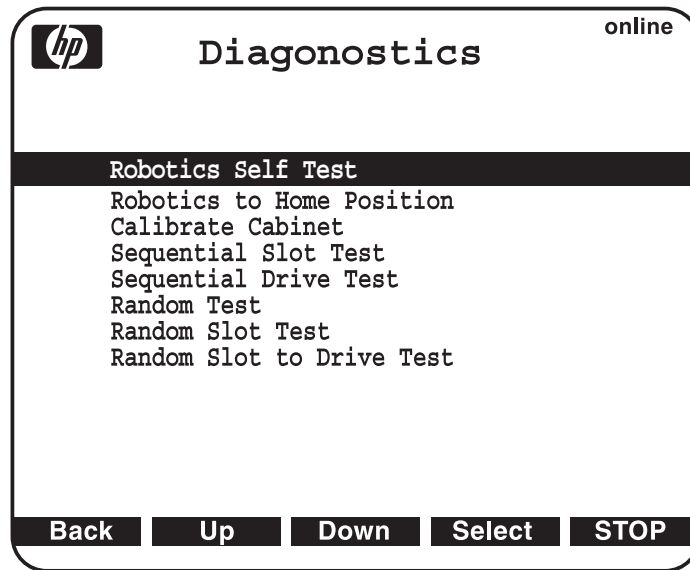 hp
online
Diagonostics
Robotics Self Test
Robotics to Home Position
Calibrate Cabinet
Sequential Slot Test
Sequential Drive Test
Random Test
Random Slot Test
Random Slot to Drive Test
Back Up Down Select STOP